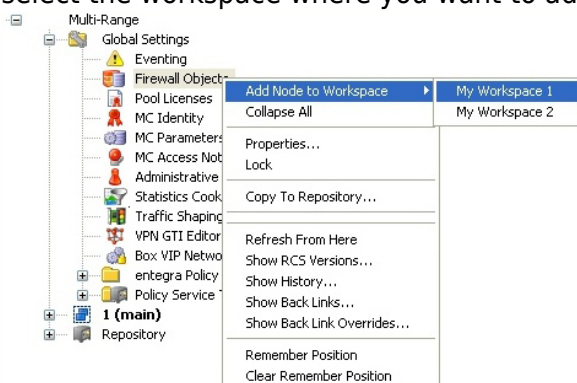 select the workspace where you want to
Multi-Range
Global Settings
Eventing
Firewall Objects
Pool Licenses
MC Identity
MC Parameters
MC Access Not
Administrative
Statistics Cook
Traffic Shaping
VPN GTI Editor
Box VIP Netwo
entegra Policy
Policy Service
1 (main)
Repository
Add Node to Workspace
Collapse All
Properties...
Lock
Copy To Repository...
Refresh From Here
Show RCS Versions...
Show History...
Show Back Links...
Show Back Link Overrides...
Remember Position
Clear Remember Position
My Workspace 1
My Workspace 2